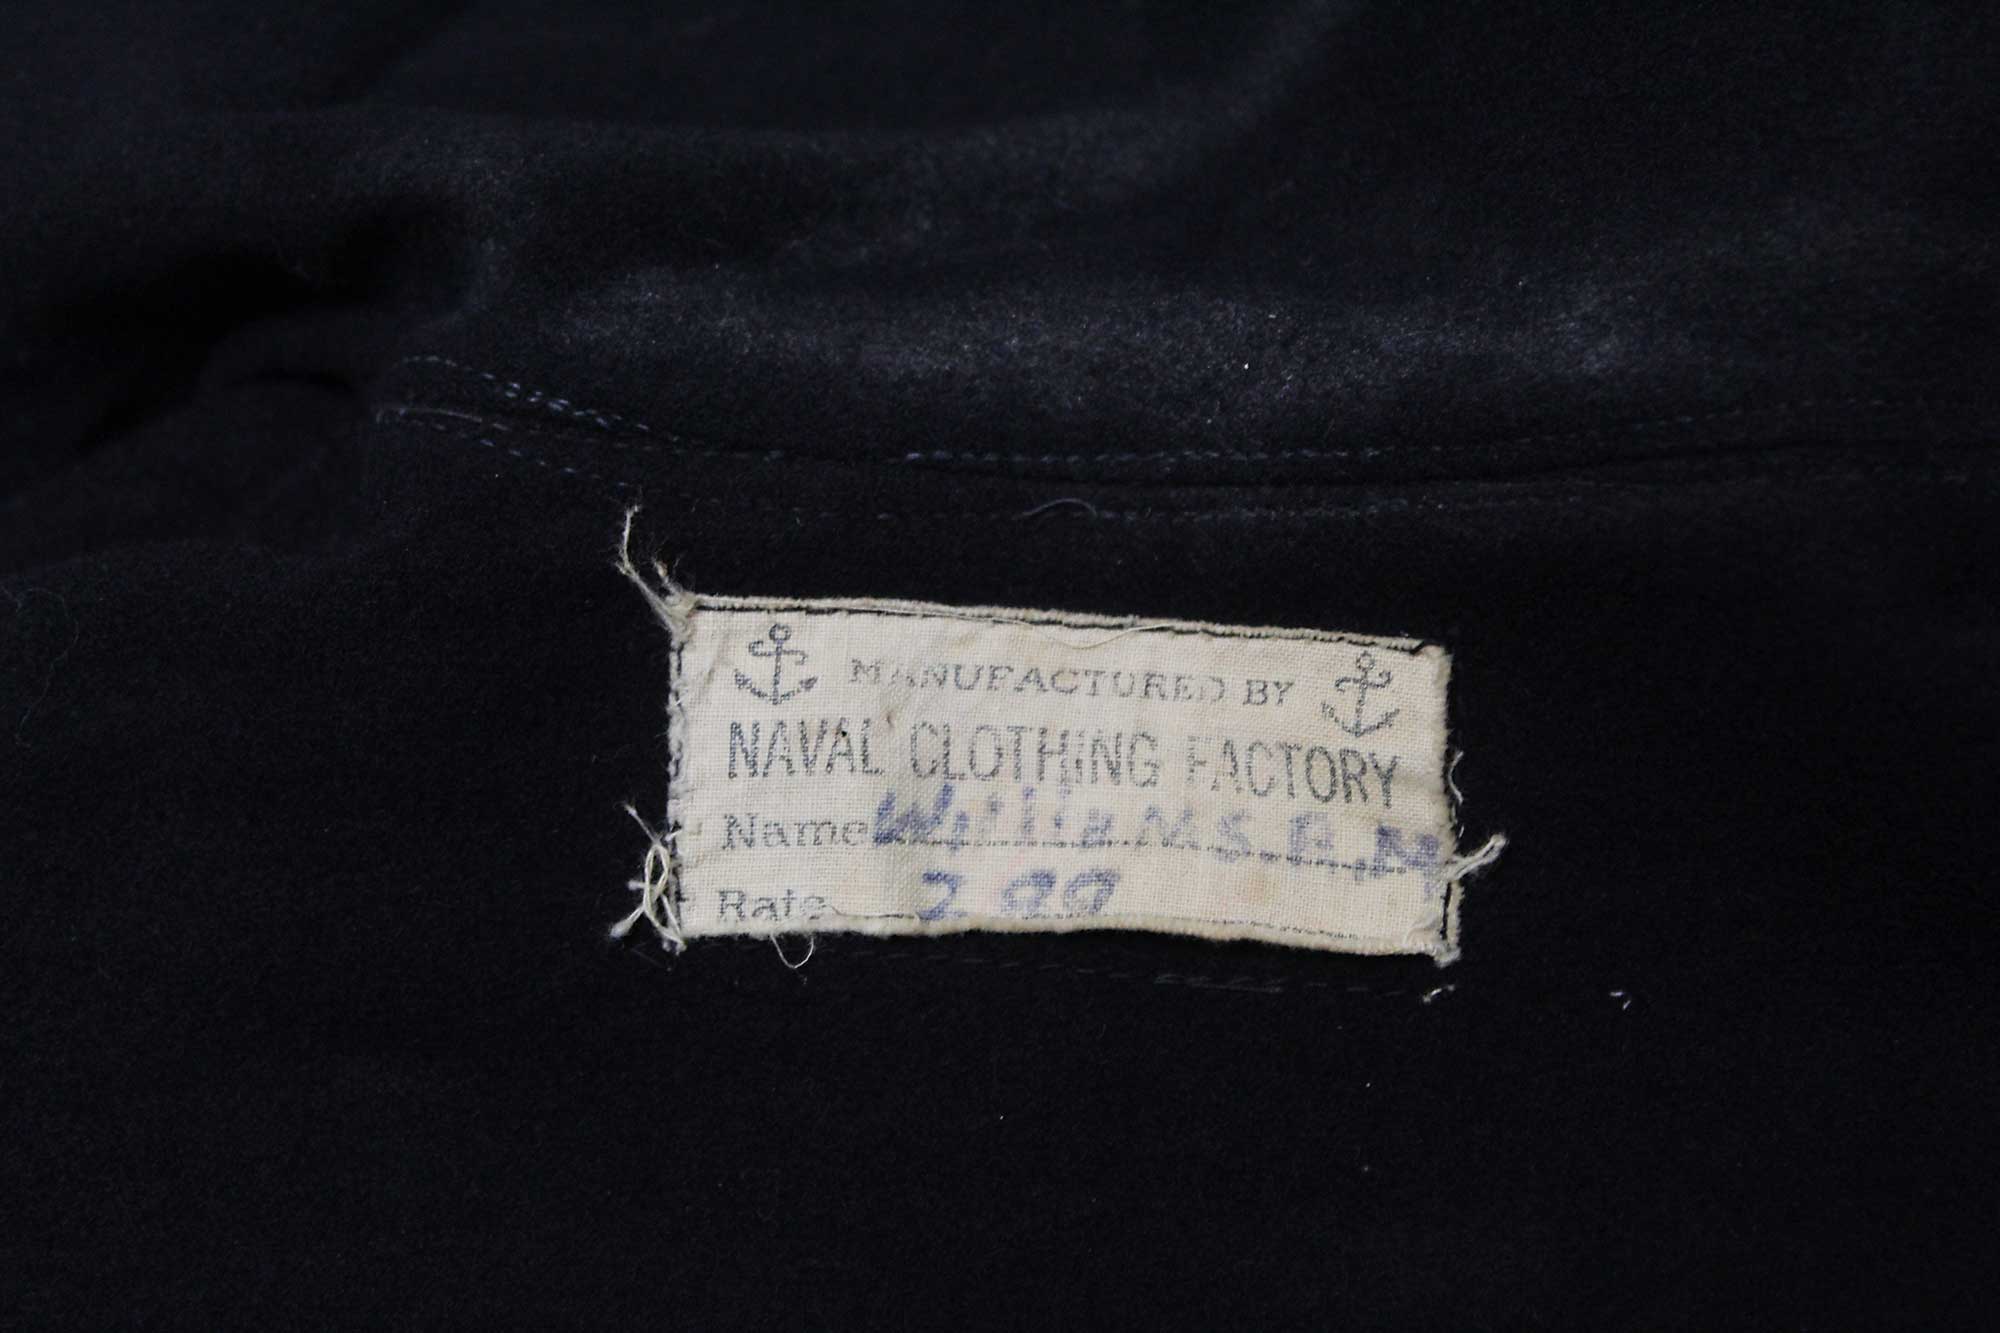 MANUFACTURED BY
NAVAL CLOTHING FACTORY
Name Williams. R. M
Rate